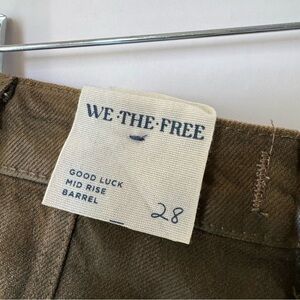 WE·THE·FREE
GOOD LUCK
MID RISE
BARREL
28